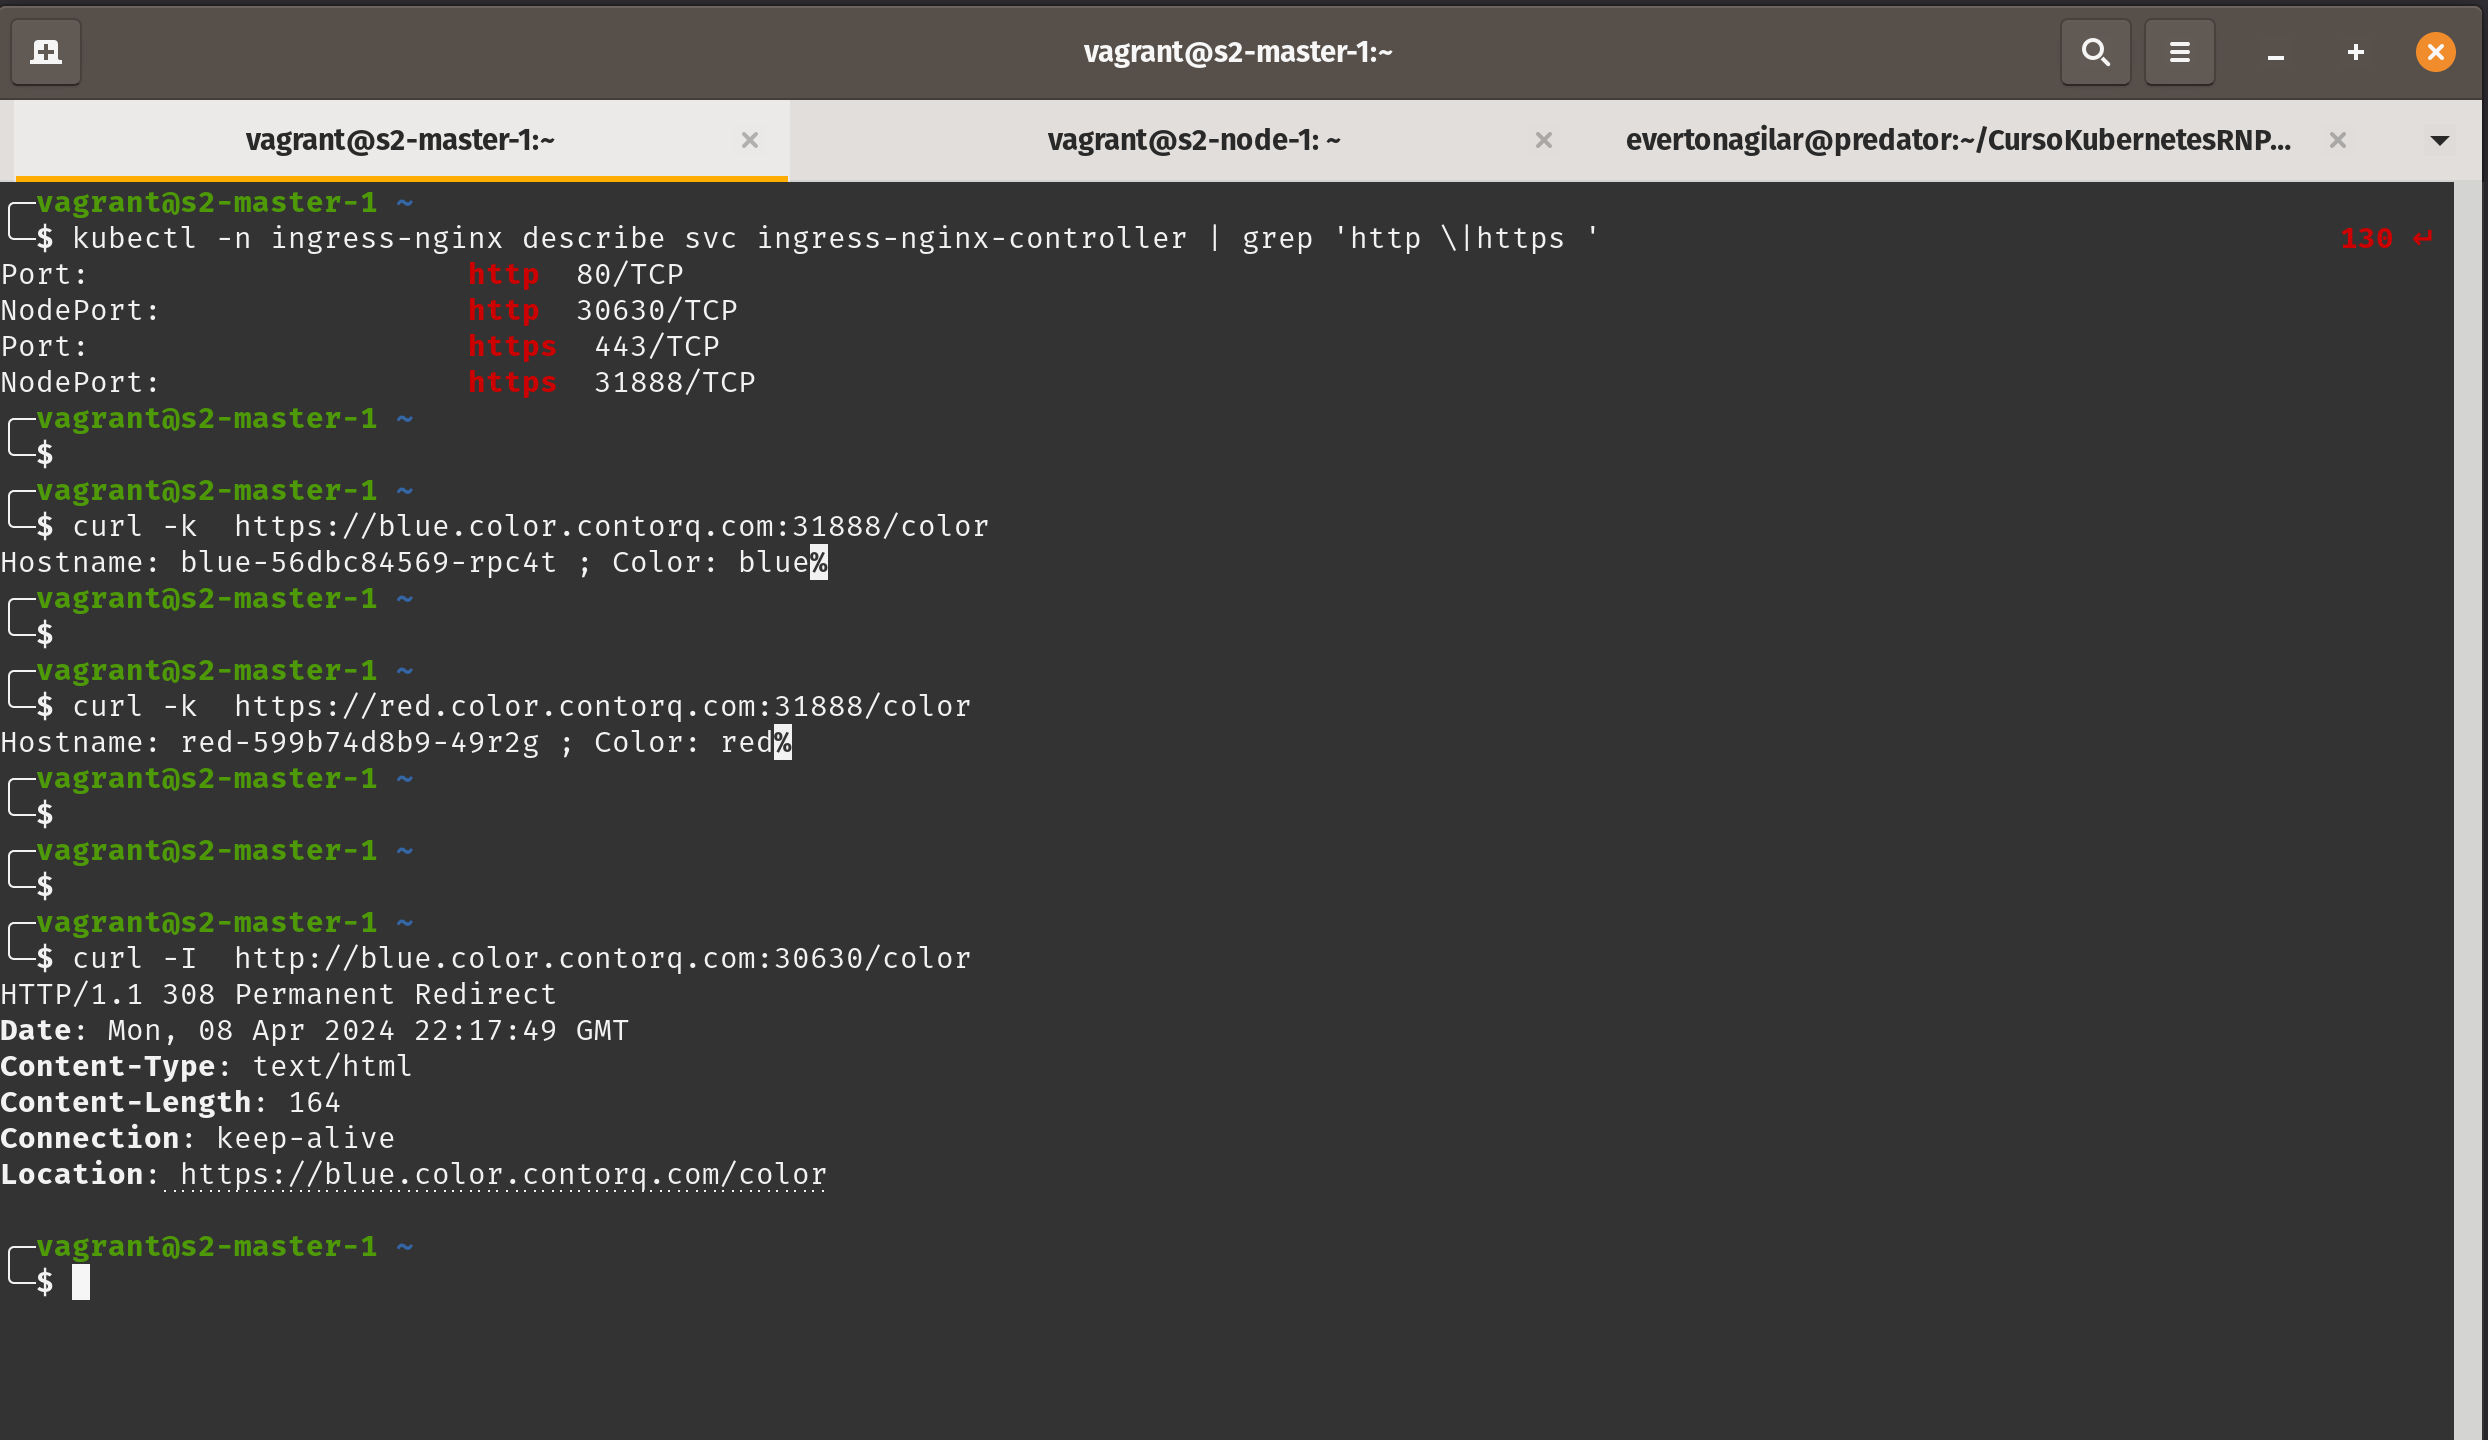 vagrant@s2-master-1:~
vagrant@s2-master-1:~
vagrant@s2-node-1: ~
evertonagilar@predator:~/CursoKubernetesRNP...
vagrant@s2-master-1 ~
$ kubectl -n ingress-nginx describe svc ingress-nginx-controller | grep 'http \|https ' 130 ↵
Port: http 80/TCP
NodePort: http 30630/TCP
Port: https 443/TCP
NodePort: https 31888/TCP
vagrant@s2-master-1 ~
$
vagrant@s2-master-1 ~
$ curl -k  https://blue.color.contorq.com:31888/color
Hostname: blue-56dbc84569-rpc4t ; Color: blue%
vagrant@s2-master-1 ~
$
vagrant@s2-master-1 ~
$ curl -k  https://red.color.contorq.com:31888/color
Hostname: red-599b74d8b9-49r2g ; Color: red%
vagrant@s2-master-1 ~
$
vagrant@s2-master-1 ~
$
vagrant@s2-master-1 ~
$ curl -I  http://blue.color.contorq.com:30630/color
HTTP/1.1 308 Permanent Redirect
Date: Mon, 08 Apr 2024 22:17:49 GMT
Content-Type: text/html
Content-Length: 164
Connection: keep-alive
Location: https://blue.color.contorq.com/color
vagrant@s2-master-1 ~
$